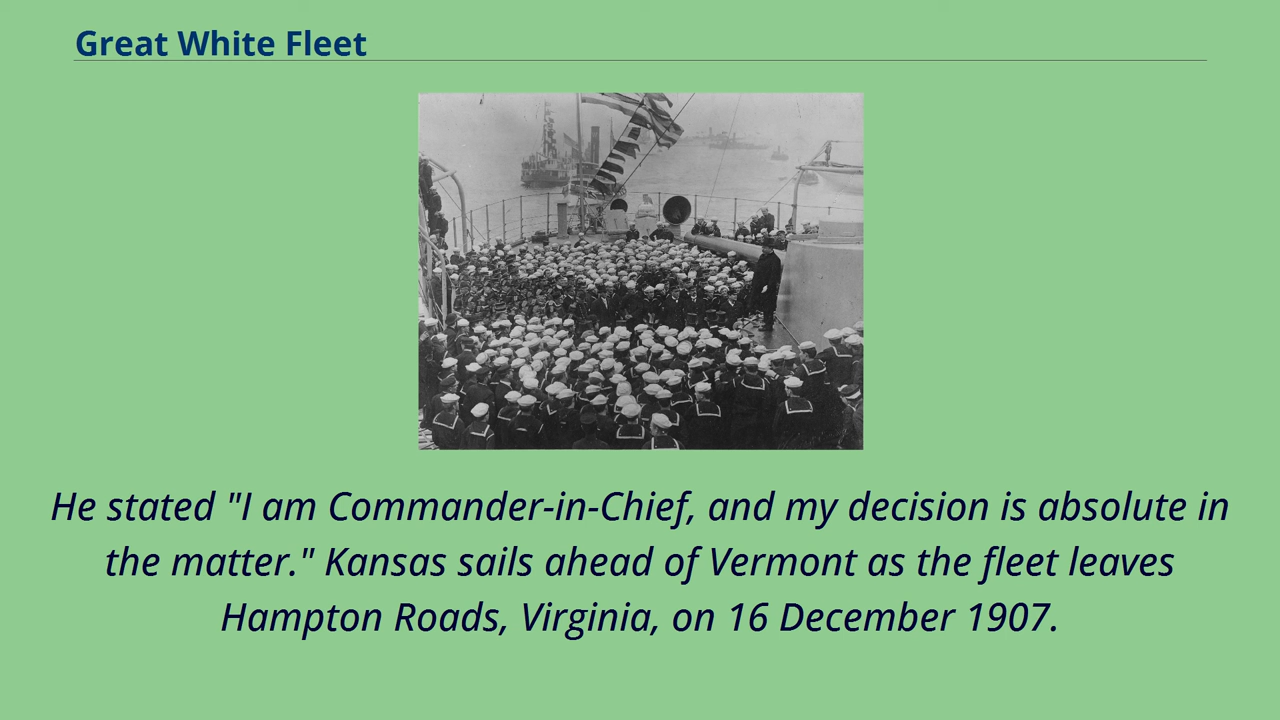 Great White Fleet
He stated "I am Commander-in-Chief, and my decision is absolute in
the matter." Kansas sails ahead of Vermont as the fleet leaves
Hampton Roads, Virginia, on 16 December 1907.